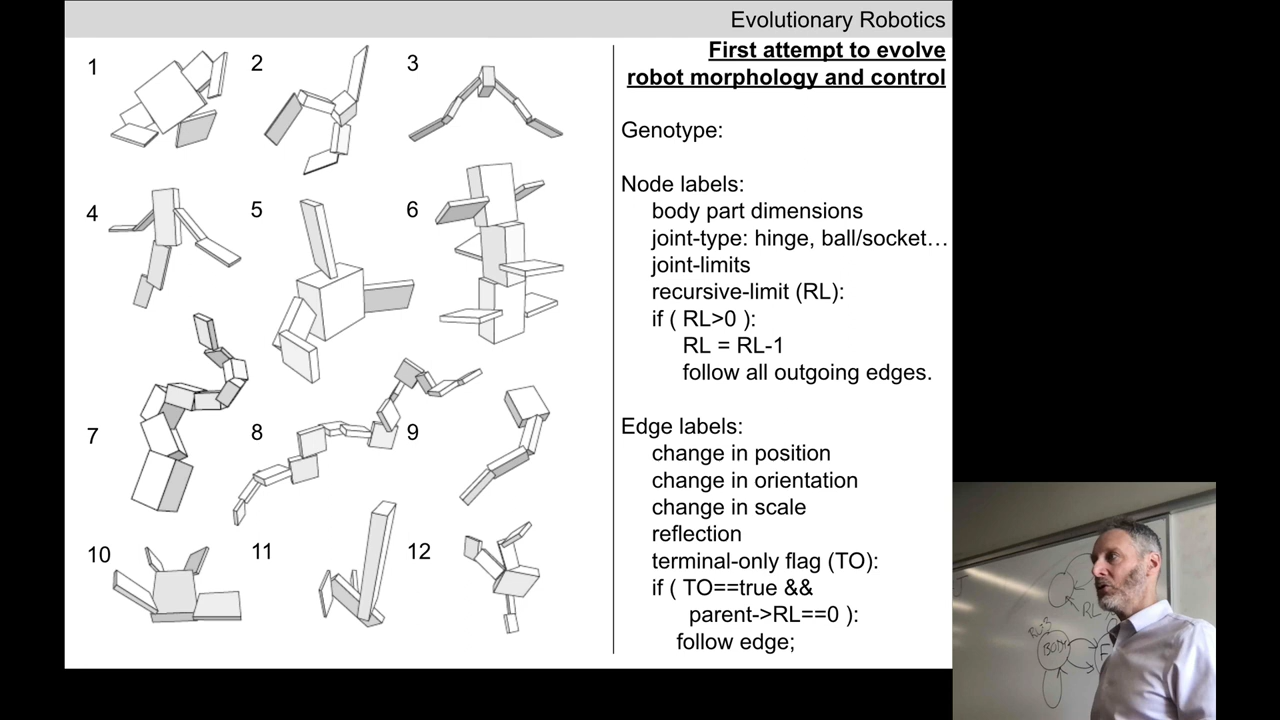 Evolutionary Robotics
First attempt to evolve
robot morphology and control
1
2
3
4
5
6
7
8
9
10
11
12
Genotype:
Node labels:
body part dimensions
joint-type: hinge, ball/socket…
joint-limits
recursive-limit (RL):
if ( RL>0 ):
RL = RL-1
follow all outgoing edges.
Edge labels:
change in position
change in orientation
change in scale
reflection
terminal-only flag (TO):
if ( TO==true &&
parent->RL==0 ):
follow edge;
RL
RL=3
BODY